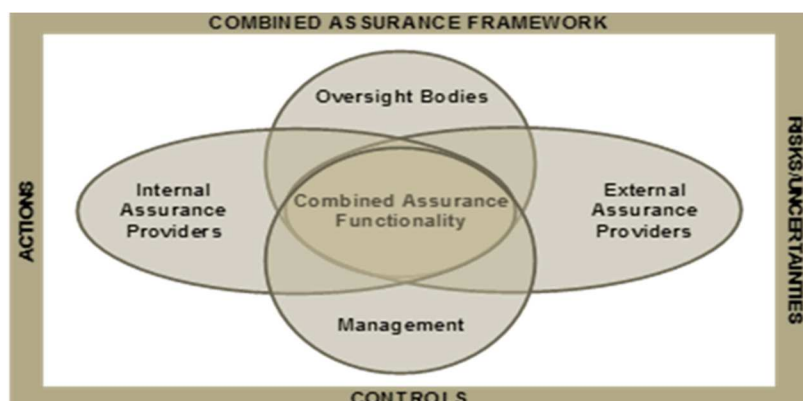 COMBINED ASSURANCE FRAMEWORK
Oversight Bodies
ACTIONS
Internal
Assurance
Providers
Combined Assurance
Functionality
External
Assurance
Providers
RISKS/UNCERTAINTIES
Management
CONTROLS